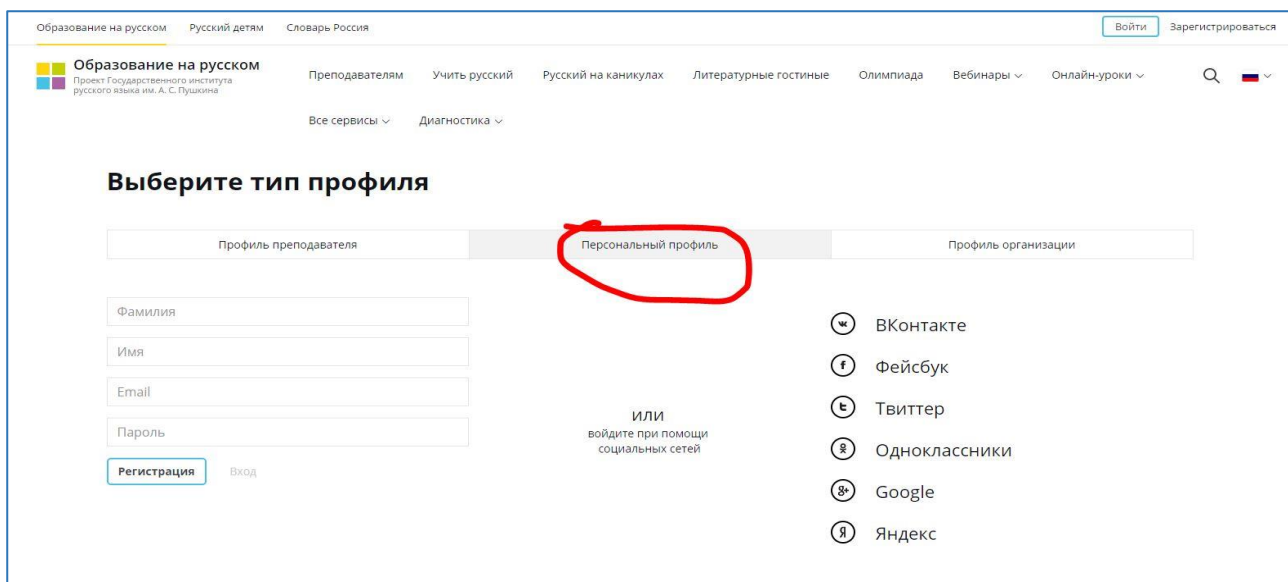 Образование на русском Русский детям Словарь Россия Войти Зарегистрироваться
Образование на русском
Проект Государственного института
русского языка им. А. С. Пушкина
Преподавателям Учить русский Русский на каникулах Литературные гостиные Олимпиада Вебинары Онлайн-уроки
Все сервисы Диагностика
Выберите тип профиля
Профиль преподавателя Персональный профиль Профиль организации
Фамилия
Имя
Email
Пароль
Регистрация Вход
или
войдите при помощи
социальных сетей
ВКонтакте
Фейсбук
Твиттер
Одноклассники
Google
Яндекс